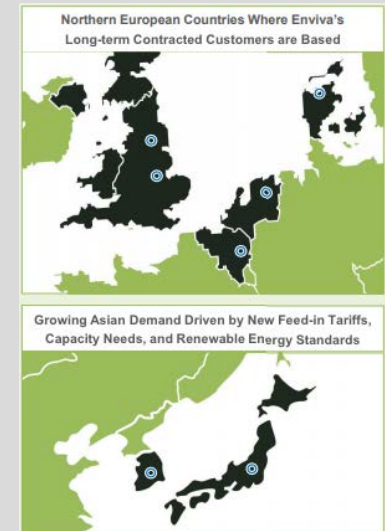 Northern European Countries Where Enviva's
Long-term Contracted Customers are Based
Growing Asian Demand Driven by New Feed-in Tariffs,
Capacity Needs, and Renewable Energy Standards